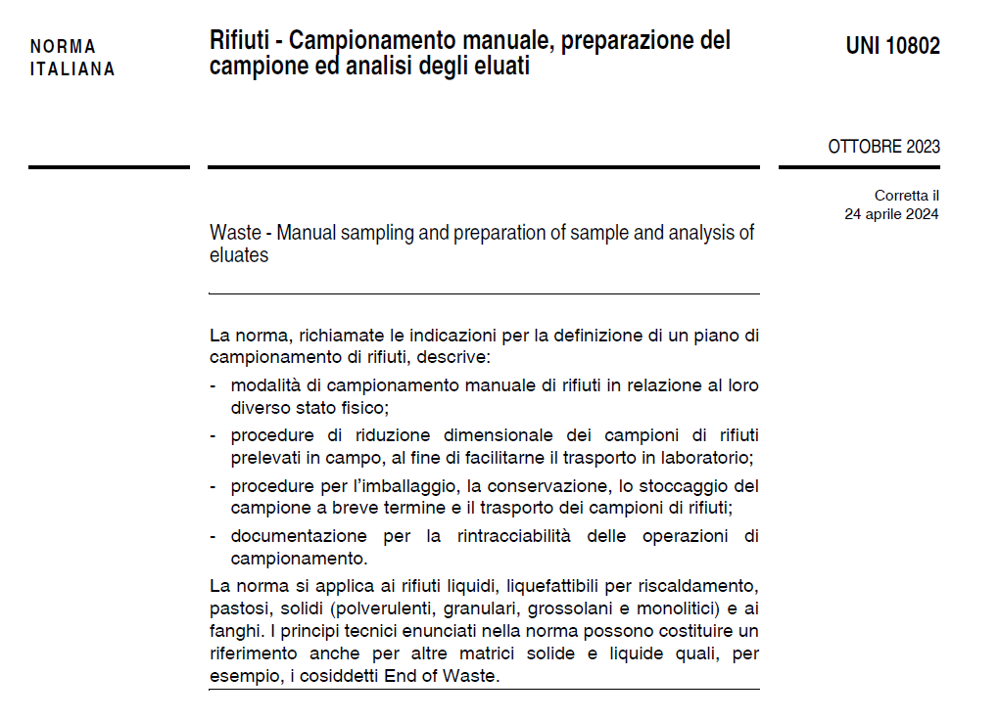 NORMA
ITALIANA
Rifiuti - Campionamento manuale, preparazione del
campione ed analisi degli eluati
UNI 10802
OTTOBRE 2023
Corretta il
24 aprile 2024
Waste - Manual sampling and preparation of sample and analysis of
eluates
La norma, richiamate le indicazioni per la definizione di un piano di
campionamento di rifiuti, descrive:
- modalità di campionamento manuale di rifiuti in relazione al loro
diverso stato fisico;
- procedure di riduzione dimensionale dei campioni di rifiuti
prelevati in campo, al fine di facilitarne il trasporto in laboratorio;
- procedure per l'imballaggio, la conservazione, lo stoccaggio del
campione a breve termine e il trasporto dei campioni di rifiuti;
- documentazione per la rintracciabilità delle operazioni di
campionamento.
La norma si applica ai rifiuti liquidi, liquefattibili per riscaldamento,
pastosi, solidi (polverulenti, granulari, grossolani e monolitici) e ai
fanghi. I principi tecnici enunciati nella norma possono costituire un
riferimento anche per altre matrici solide e liquide quali, per
esempio, i cosiddetti End of Waste.